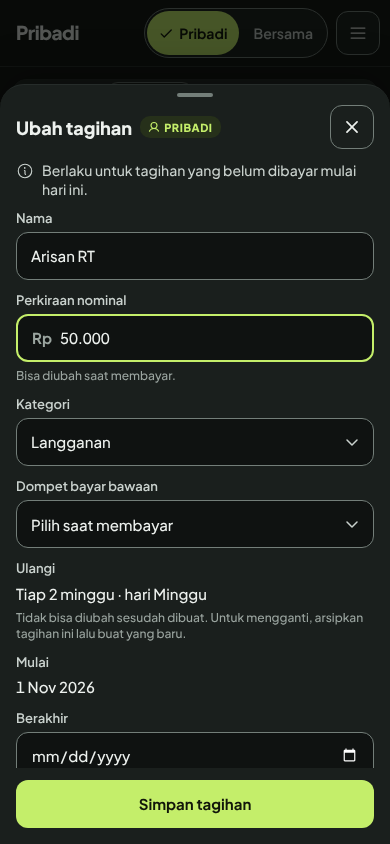 Pribadi
Pribadi
Bersama
Ubah tagihan
PRIBADI
Berlaku untuk tagihan yang belum dibayar mulai
hari ini.
Nama
Arisan RT
Perkiraan nominal
Rp 50.000
Bisa diubah saat membayar.
Kategori
Langganan
Dompet bayar bawaan
Pilih saat membayar
Ulangi
Tiap 2 minggu · hari Minggu
Tidak bisa diubah sesudah dibuat. Untuk mengganti, arsipkan
tagihan ini lalu buat yang baru.
Mulai
1 Nov 2026
Berakhir
mm/dd/yyyy
Simpan tagihan